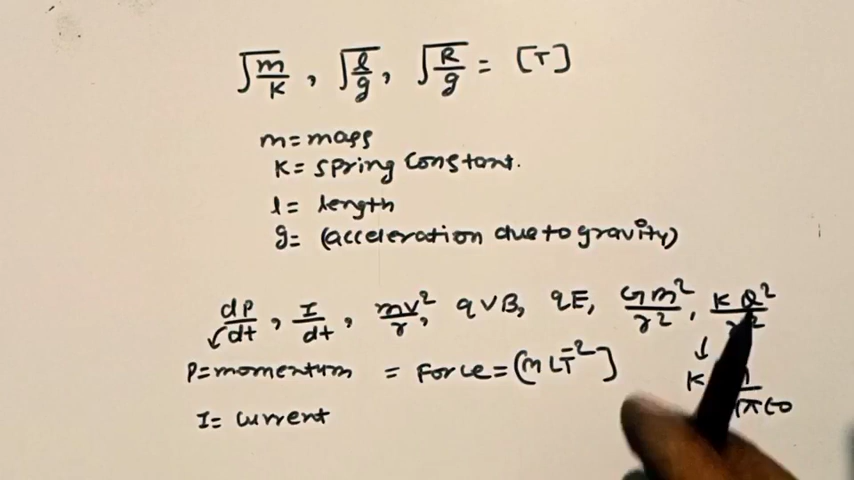 √m/K, √l/g, √R/g = [T]
m=mass
K= spring constant.
l= length
g= (acceleration due to gravity)
dP/dt, I/dt, mv²/r, qVB, qE, Gm²/r², KQ²/r²
P=momentum = Force=(MLT⁻²]
K
I= current